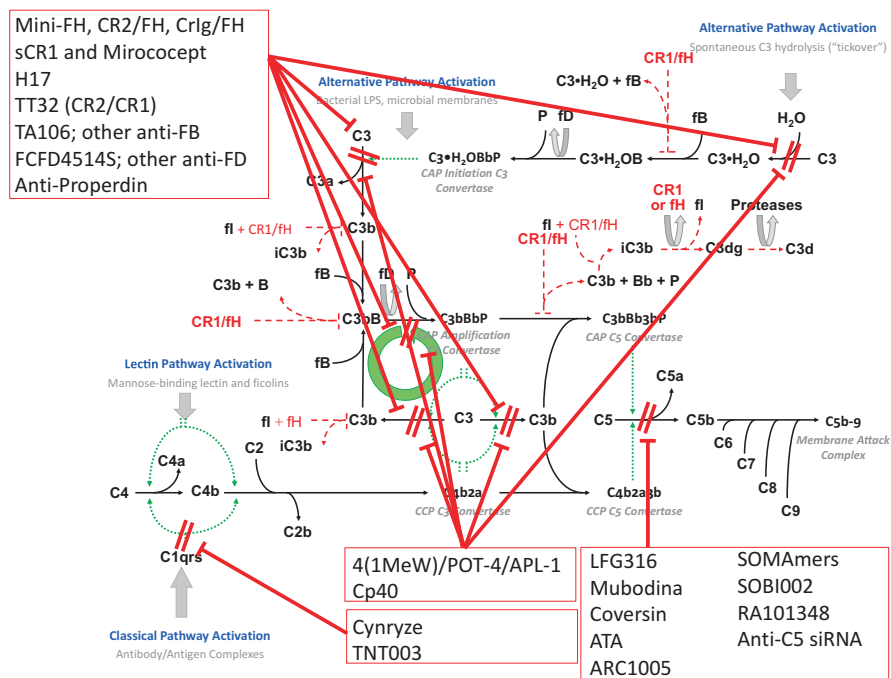 Mini-FH, CR2/FH, CrIg/FH
sCR1 and Mirococept
H17
TT32 (CR2/CR1)
TA106; other anti-FB
FCFD4514S; other anti-FD
Anti-Properdin
Alternative Pathway Activation
Bacterial LPS, microbial membranes
Alternative Pathway Activation
Spontaneous C3 hydrolysis (“tickover”)
CR1/fH
C3•H₂O + fB
P
fD
fB
H₂O
C3
C3•H₂OBbP
C3•H₂OB
C3•H₂O
C3
CAP Initiation C3
Convertase
C3a
CR1
or fH
fI
Proteases
fI + CR1/fH
C3b
iC3b
fI + CR1/fH
CR1/fH
iC3b
C3dg
C3d
C3b + B
fB
fD
P
C3b + Bb + P
CR1/fH
C3bB
C3bBbP
C3bBb3bP
CAP Amplification
Convertase
CAP C5 Convertase
fB
Lectin Pathway Activation
Mannose-binding lectin and ficolins
fI + fH
iC3b
C3b
C3
C3b
C5
C5a
C5b
C5b-9
Membrane Attack
Complex
C6
C7
C8
C9
C4a
C2
C4
C4b
C2b
C4b2a
CCP C3 Convertase
C4b2a3b
CCP C5 Convertase
C1qrs
Classical Pathway Activation
Antibody/Antigen Complexes
4(1MeW)/POT-4/APL-1
Cp40
Cynryze
TNT003
LFG316
Mubodina
Coversin
ATA
ARC1005
SOMAmers
SOBI002
RA101348
Anti-C5 siRNA